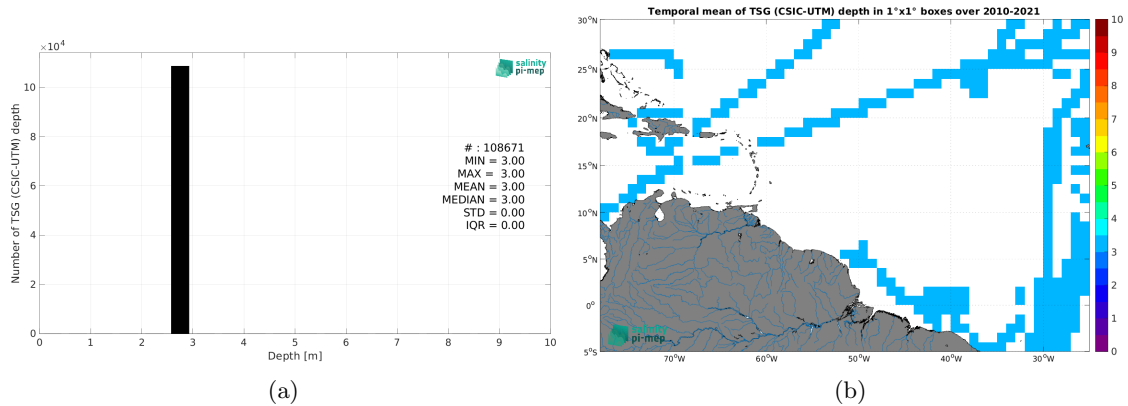 ×10⁴
10
8
6
4
2
0
Number of TSG (CSIC-UTM) depth
0 1 2 3 4 5 6 7 8 9 10
Depth [m]
salinity
pi-mep
# : 108671
MIN = 3.00
MAX = 3.00
MEAN = 3.00
MEDIAN = 3.00
STD = 0.00
IQR = 0.00
(a)
Temporal mean of TSG (CSIC-UTM) depth in 1°x1° boxes over 2010-2021
30°N
25°N
20°N
15°N
10°N
5°N
0°
5°S
70°W 60°W 50°W 40°W 30°W
salinity
pi-mep
10
9
8
7
6
5
4
3
2
1
0
(b)